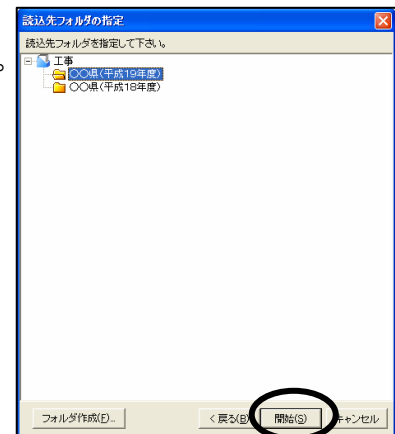 読込先フォルダの指定
読込先フォルダを指定して下さい。
。
工事
○○県(平成19年度)
○○県(平成18年度)
フォルダ作成(F)...
< 戻る(B)
開始(S)
キャンセル